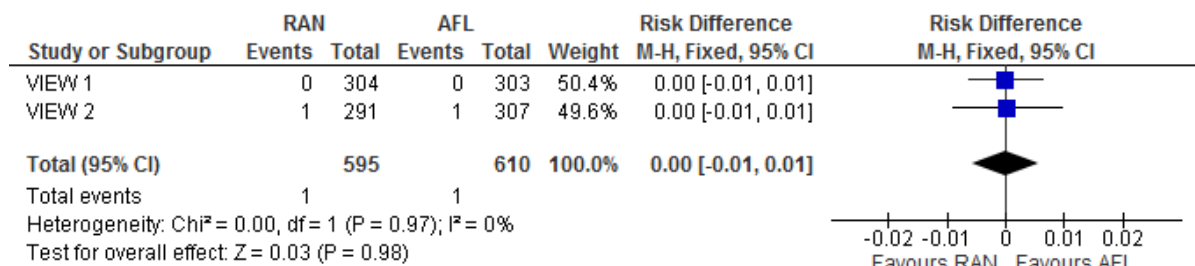 RAN AFL Risk Difference Risk Difference
Study or Subgroup Events Total Events Total Weight M-H, Fixed, 95% CI M-H, Fixed, 95% CI
VIEW 1 0 304 0 303 50.4% 0.00 [-0.01, 0.01]
VIEW 2 1 291 1 307 49.6% 0.00 [-0.01, 0.01]
Total (95% CI) 595 610 100.0% 0.00 [-0.01, 0.01]
Total events 1 1
Heterogeneity: Chi² = 0.00, df = 1 (P = 0.97); I² = 0%
Test for overall effect: Z = 0.03 (P = 0.98)
-0.02 -0.01 0 0.01 0.02
Favours RAN Favours AFL